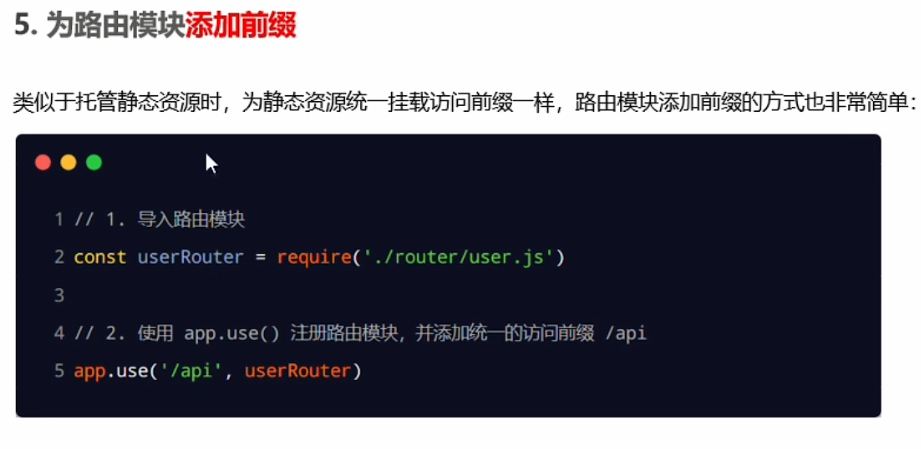 5. 为路由模块添加前缀
类似于托管静态资源时，为静态资源统一挂载访问前缀一样，路由模块添加前缀的方式也非常简单：
1 // 1. 导入路由模块
2 const userRouter = require('./router/user.js')
3
4 // 2. 使用 app.use() 注册路由模块，并添加统一的访问前缀 /api
5 app.use('/api', userRouter)